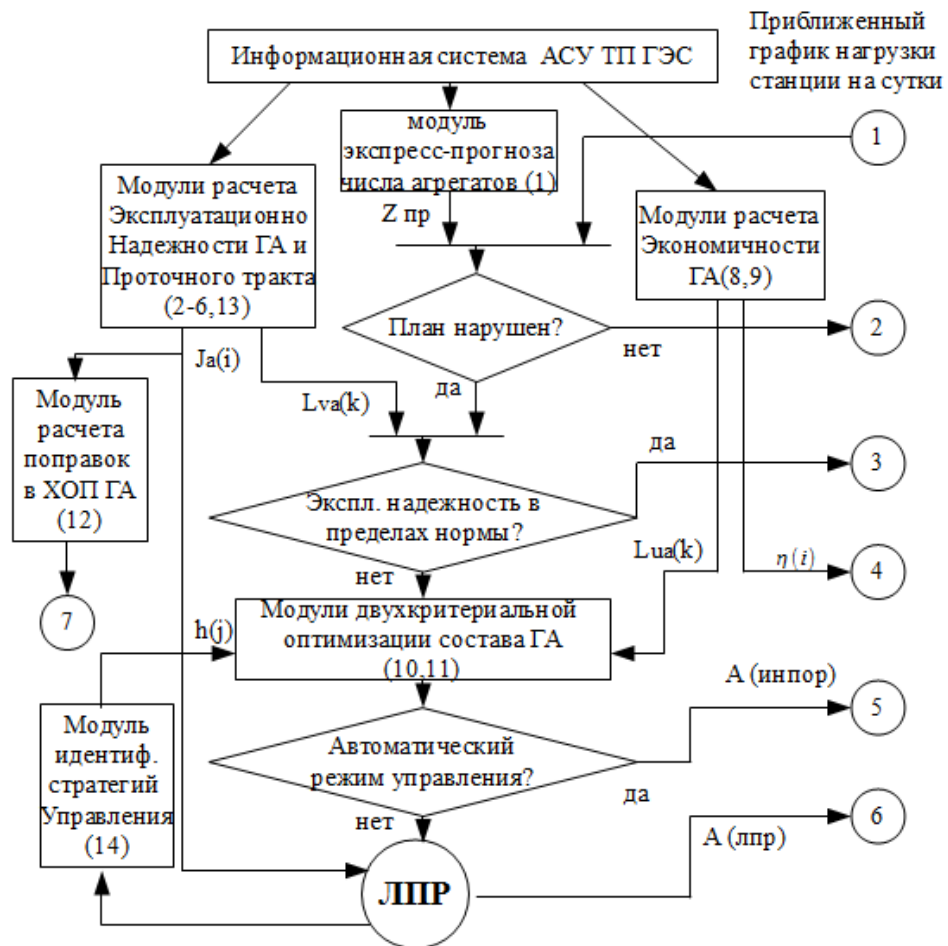 Приближенный
график нагрузки
станции на сутки
Информационная система АСУ ТП ГЭС
1
модуль
экспресс-прогноза
числа агрегатов (1)
Z пр
Модули расчета
Эксплуатационно
Надежности ГА и
Проточного тракта
(2-6,13)
Модули расчета
Экономичности
ГА(8,9)
План нарушен?
нет
2
да
Ja(i)
Lva(k)
Модуль
расчета
поправок
в ХОП ГА
(12)
да
3
Экспл. надежность в
пределах нормы?
нет
Lua(k)
η(i)
4
7
h(j)
Модули двухкритериальной
оптимизации состава ГА
(10,11)
A (инпор)
5
Модуль
идентиф.
стратегий
Управления
(14)
Автоматический
режим управления?
да
нет
6
A (лпр)
ЛПР